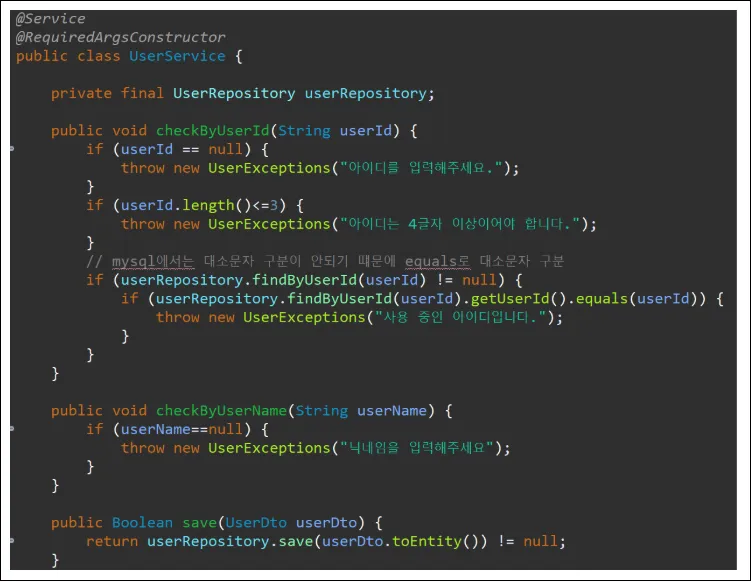 @Service
@RequiredArgsConstructor
public class UserService {
private final UserRepository userRepository;
public void checkByUserId(String userId) {
if (userId == null) {
throw new UserExceptions("아이디를 입력해주세요.");
}
if (userId.length()<=3) {
throw new UserExceptions("아이디는 4글자 이상이어야 합니다.");
}
// mysql에서는 대소문자 구분이 안되기 때문에 equals로 대소문자 구분
if (userRepository.findByUserId(userId) != null) {
if (userRepository.findByUserId(userId).getUserId().equals(userId)) {
throw new UserExceptions("사용 중인 아이디입니다.");
}
}
}
public void checkByUserName(String userName) {
if (userName==null) {
throw new UserExceptions("닉네임을 입력해주세요");
}
}
public Boolean save(UserDto userDto) {
return userRepository.save(userDto.toEntity()) != null;
}